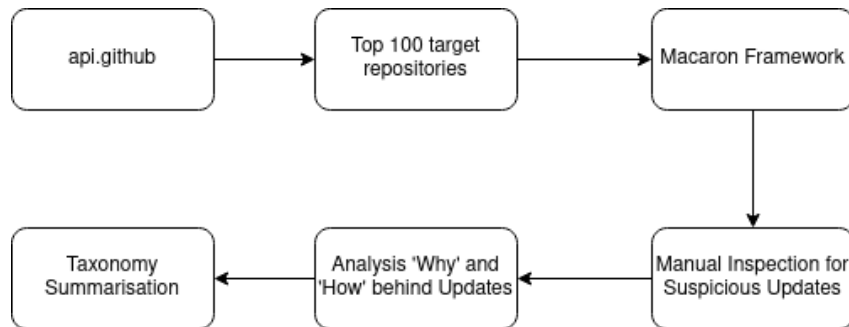 api.github
Top 100 target
repositories
Macaron Framework
Manual Inspection for
Suspicious Updates
Analysis 'Why' and
'How' behind Updates
Taxonomy
Summarisation